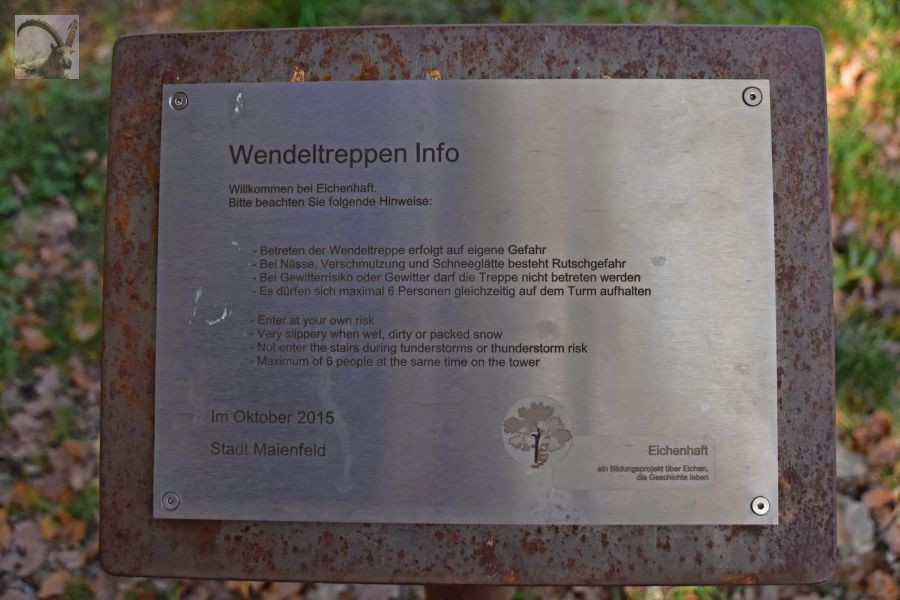 Wendeltreppen Info
Willkommen bei Eichenhaft.
Bitte beachten Sie folgende Hinweise:
- Betreten der Wendeltreppe erfolgt auf eigene Gefahr
- Bei Nässe, Verschmutzung und Schneeglätte besteht Rutschgefahr
- Bei Gewitterrisiko oder Gewitter darf die Treppe nicht betreten werden
- Es dürfen sich maximal 6 Personen gleichzeitig auf dem Turm aufhalten
- Enter at your own risk
- Very slippery when wet, dirty or packed snow
- Not enter the stairs during tunderstorms or thunderstorm risk
- Maximum of 6 people at the same time on the tower
Im Oktober 2015
Stadt Maienfeld
Eichenhaft
ein Bildungsprojekt über Eichen,
die Geschichte leben